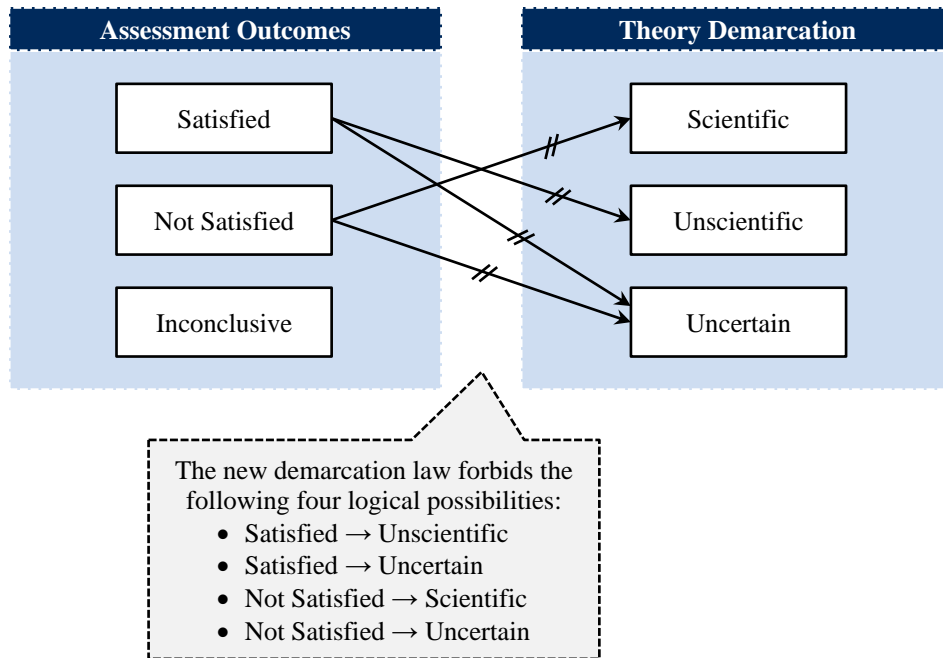 Assessment Outcomes
Theory Demarcation
Satisfied
Scientific
Not Satisfied
Unscientific
Inconclusive
Uncertain
The new demarcation law forbids the
following four logical possibilities:
• Satisfied → Unscientific
• Satisfied → Uncertain
• Not Satisfied → Scientific
• Not Satisfied → Uncertain